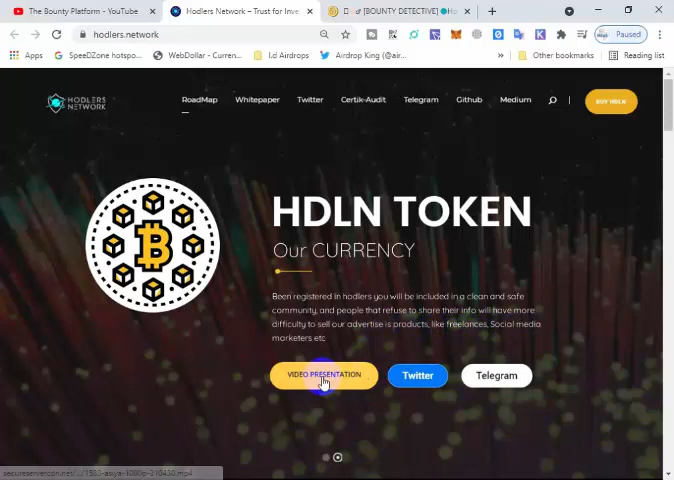 The Bounty Platform - YouTube
Hodlers Network – Trust for Inve
[BOUNTY DETECTIVE]
hodlers.network
Paused
Apps
SpeeDZone hotspo...
WebDollar - Curren...
I.d Airdrops
Airdrop King (@air...
»
Other bookmarks
Reading list
HODLERS
NETWORK
RoadMap
Whitepaper
Twitter
Certik-Audit
Telegram
Github
Medium
BUY HDLN
HDLN TOKEN
Our CURRENCY
Been registered in hodlers you will be included in a clean and safe
community, and people that refuse to share their info will have more
difficulty to sell our advertise is products, like freelances, Social media
marketers etc
VIDEO PRESENTATION
Twitter
Telegram